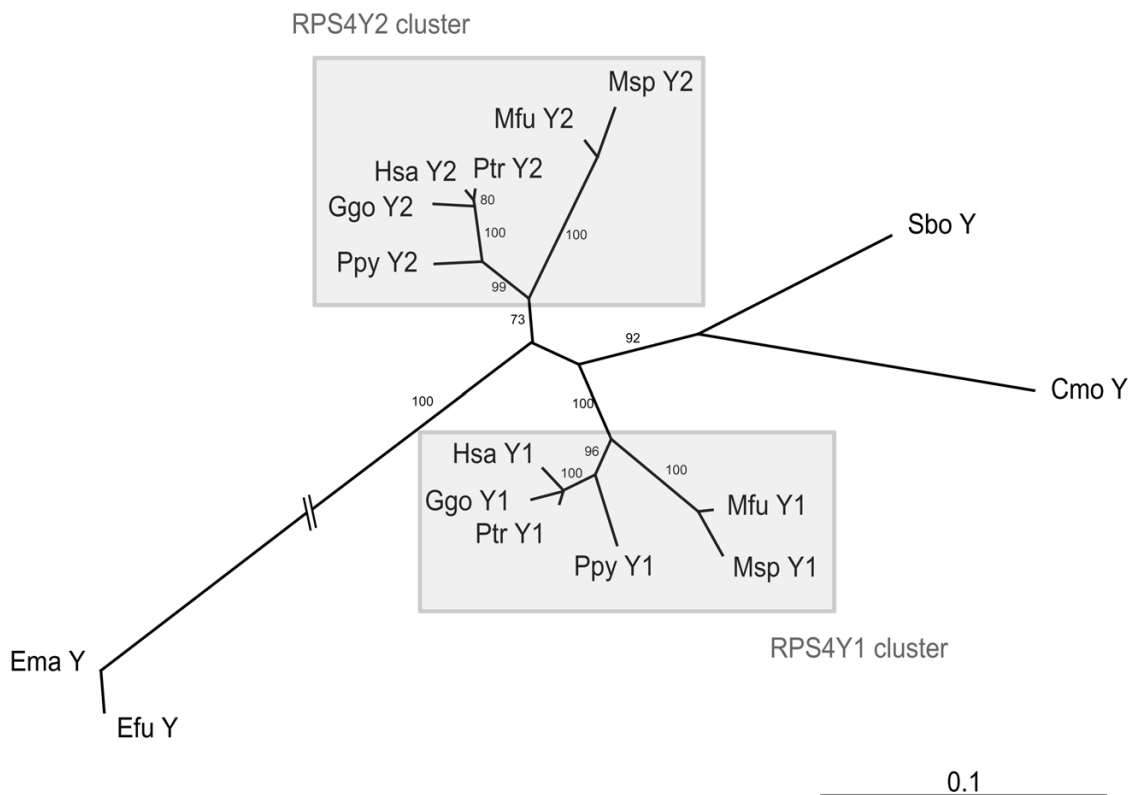 RPS4Y2 cluster
Msp Y2
Mfu Y2
Hsa Y2 Ptr Y2
80
Ggo Y2
Sbo Y
100
100
Ppy Y2
99
73
92
Cmo Y
100
100
Hsa Y1
96
100
100
Ggo Y1
Mfu Y1
Ptr Y1
Ppy Y1
Msp Y1
RPS4Y1 cluster
Ema Y
Efu Y
0.1